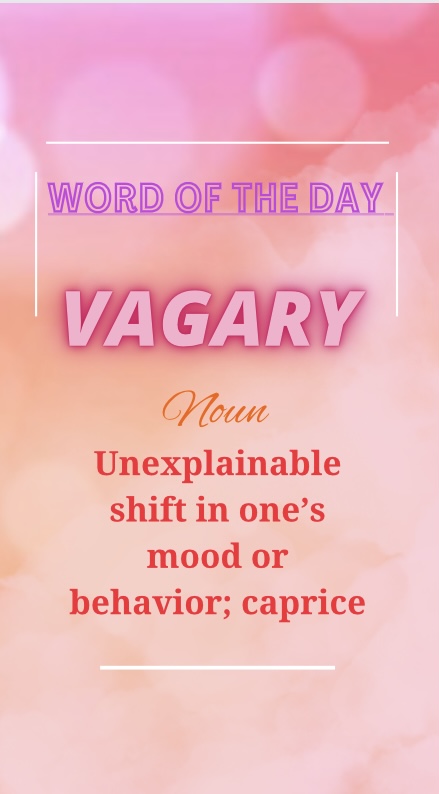 WORD OF THE DAY
VAGARY
Noun
Unexplainable
shift in one’s
mood or
behavior; caprice